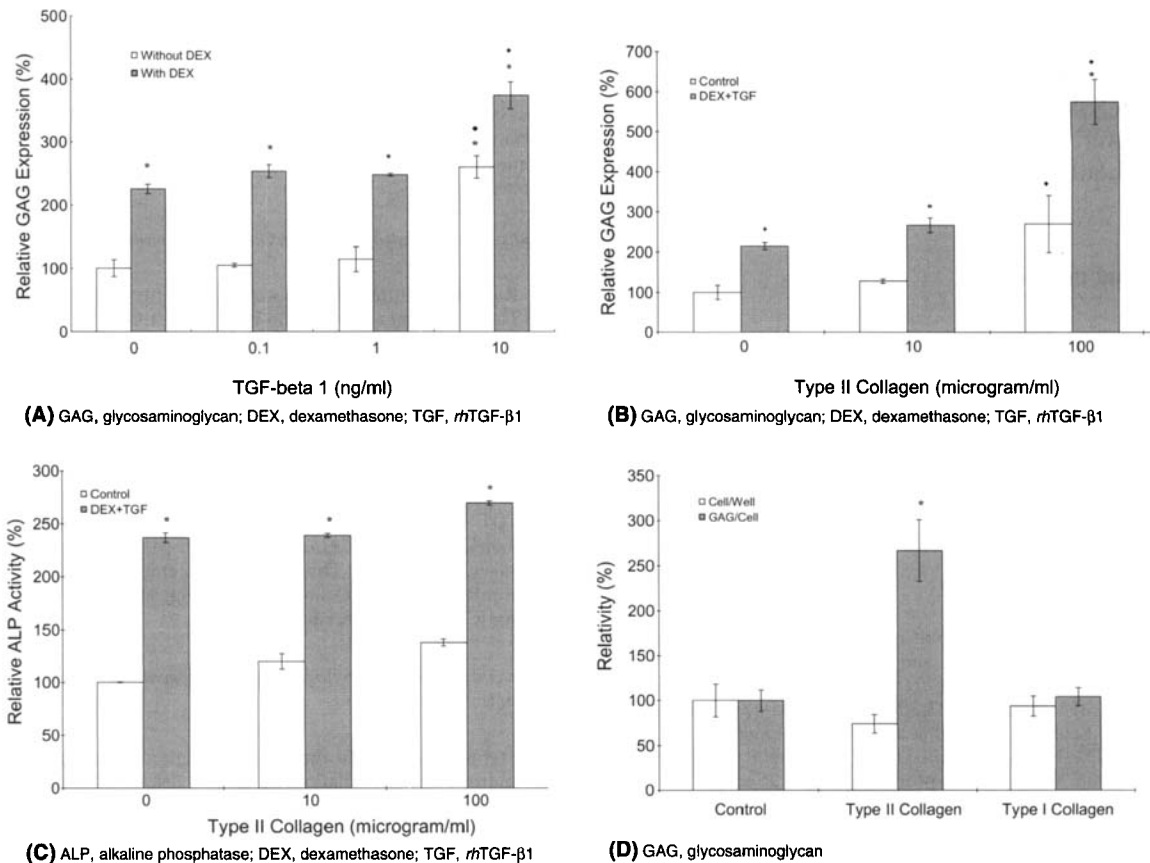 500
400
300
250
200
100
0
Relative GAG Expression (%)
Without DEX
With DEX
0 0.1 1 10
TGF-beta 1 (ng/ml)
(A) GAG, glycosaminoglycan; DEX, dexamethasone; TGF, rhTGF-β1
700
600
500
400
300
200
100
0
Relative GAG Expression (%)
Control
DEX+TGF
0 10 100
Type II Collagen (microgram/ml)
(B) GAG, glycosaminoglycan; DEX, dexamethasone; TGF, rhTGF-β1
300
250
200
150
100
50
0
Relative ALP Activity (%)
Control
DEX+TGF
0 10 100
Type II Collagen (microgram/ml)
(C) ALP, alkaline phosphatase; DEX, dexamethasone; TGF, rhTGF-β1
350
300
250
200
150
100
50
0
Relativity (%)
Cell/Well
GAG/Cell
Control Type II Collagen Type I Collagen
(D) GAG, glycosaminoglycan